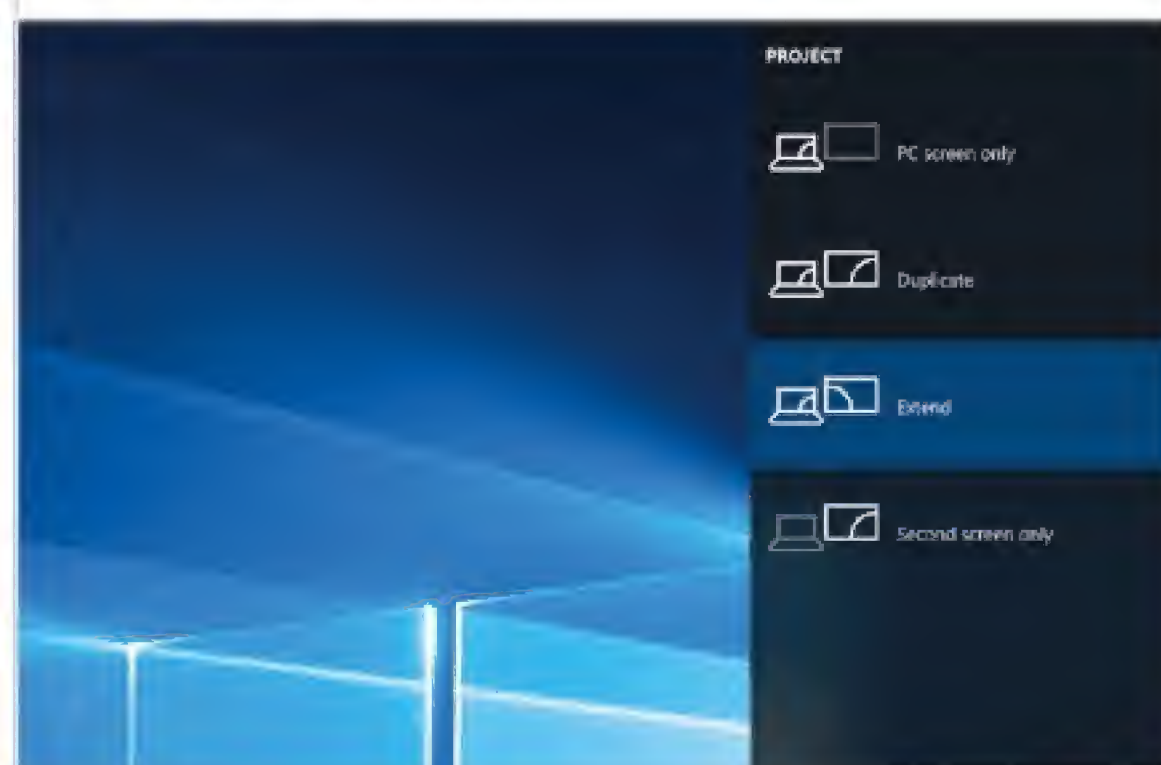 PROJECT
PC screen only
Duplicate
Extend
Second screen only